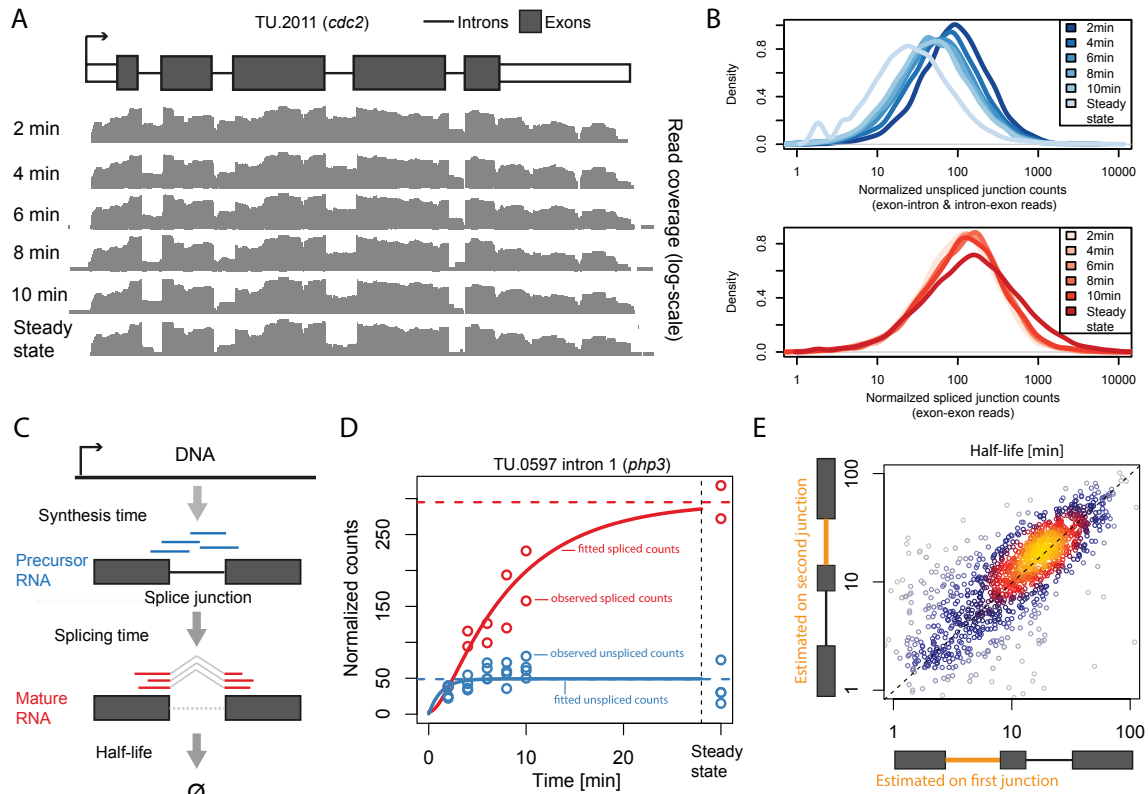 A
TU.2011 (cdc2)
Introns
Exons
2 min
4 min
6 min
8 min
10 min
Steady
state
Read coverage (log-scale)
B
Density
0.0
0.4
0.8
2min
4min
6min
8min
10min
Steady
state
1
10
100
1000
10000
Normalized unspliced junction counts
(exon-intron & intron-exon reads)
Density
0.0
0.4
0.8
2min
4min
6min
8min
10min
Steady
state
1
10
100
1000
10000
Normailzed spliced junction counts
(exon-exon reads)
C
DNA
Synthesis time
Precursor
RNA
Splice junction
Splicing time
Mature
RNA
Half-life
Ø
D
TU.0597 intron 1 (php3)
Normalized counts
0
50
150
250
fitted spliced counts
observed spliced counts
observed unspliced counts
fitted unspliced counts
0
10
20
Steady
state
Time [min]
E
Half-life [min]
Estimated on second junction
100
10
1
1
10
100
Estimated on first junction